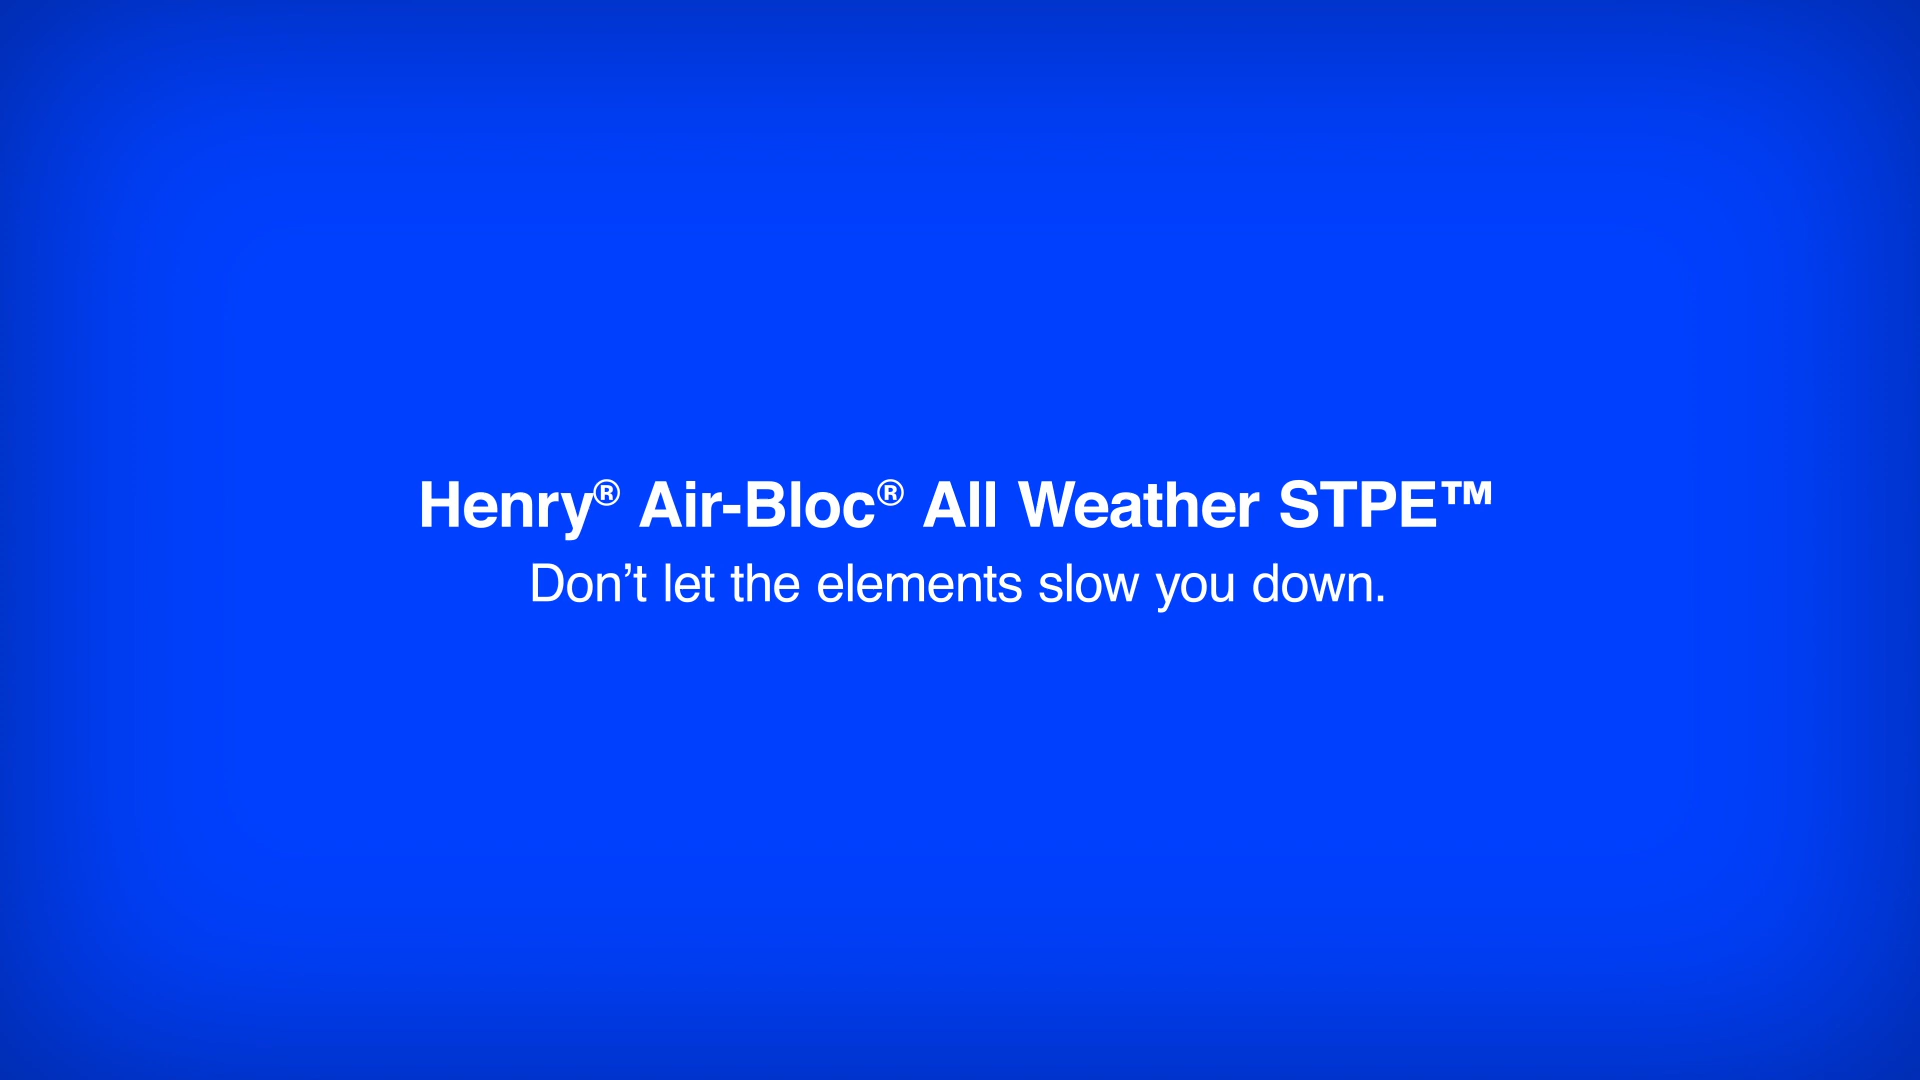 Henry® Air-Bloc® All Weather STPE™
Don’t let the elements slow you down.